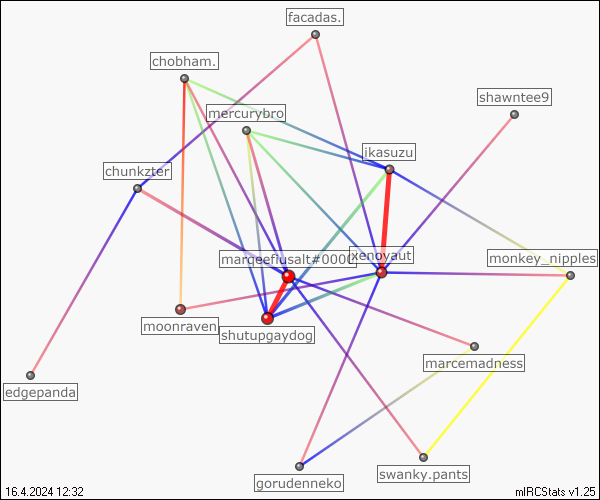 facadas.
chobham.
shawntee9
mercurybro
ikasuzu
chunkzter
marqeefiusalt#0000
xenoyaut
monkey_nipples
moonraven
shutupgaydog
marcemadness
edgepanda
swanky.pants
gorudenneko
16.4.2024 12:32
mIRCStats v1.25